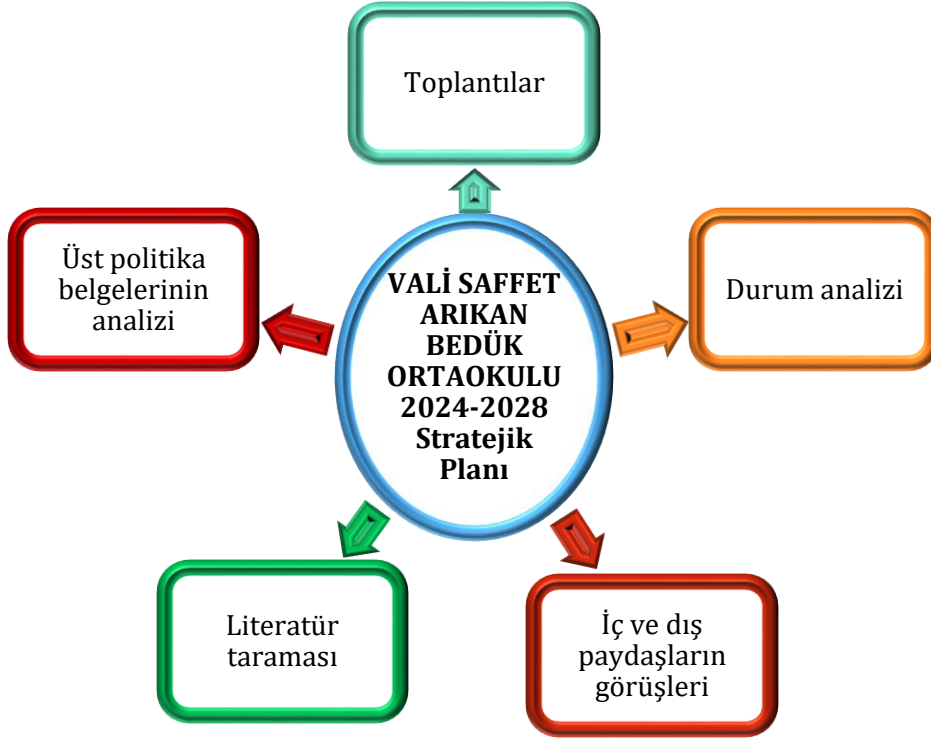 Toplantılar
Üst politika
belgelerinin
analizi
VALİ SAFFET
ARIKAN
BEDÜK
ORTAOKULU
2024-2028
Stratejik
Planı
Durum analizi
Literatür
taraması
İç ve dış
paydaşların
görüşleri